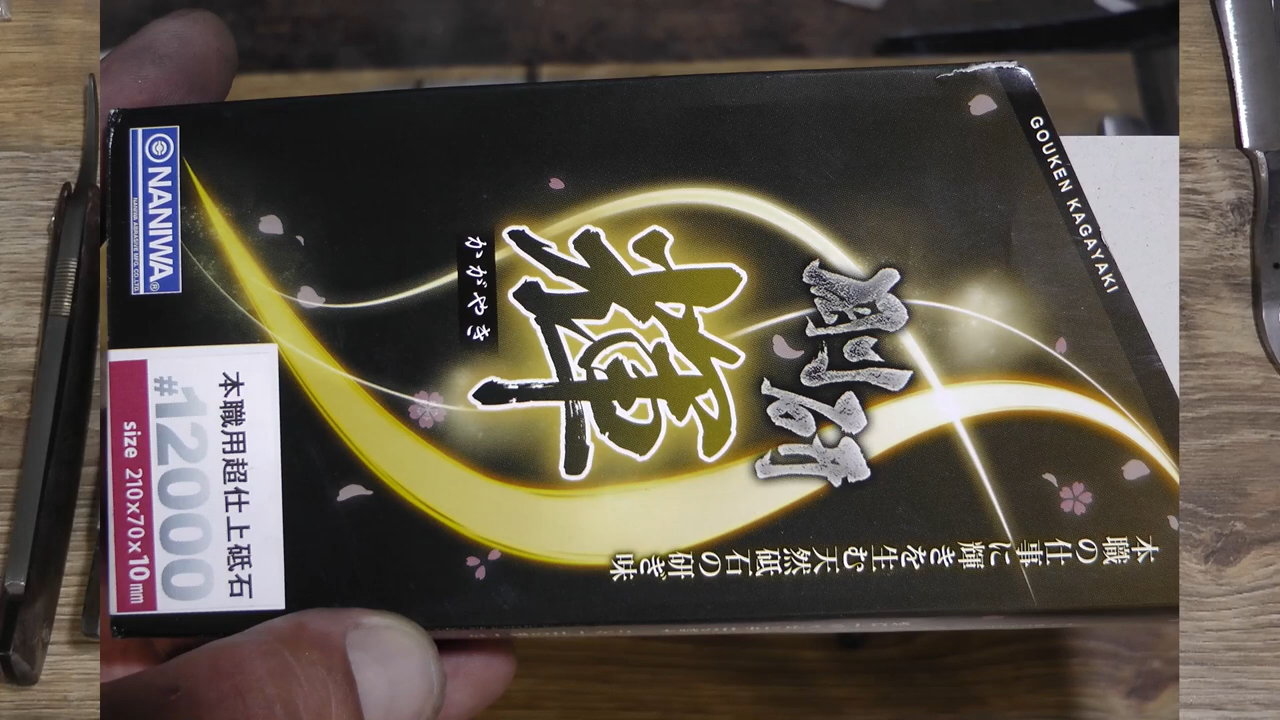 GOUKEN KAGAYAKI
剛研
輝
かがやき
本職の仕事に輝きを生む天然砥石の研ぎ味
NANIWA®
NANIWA ABRASIVE MFG. CO.,LTD.
本職用超仕上砥石
#12000
size 210x70x10mm